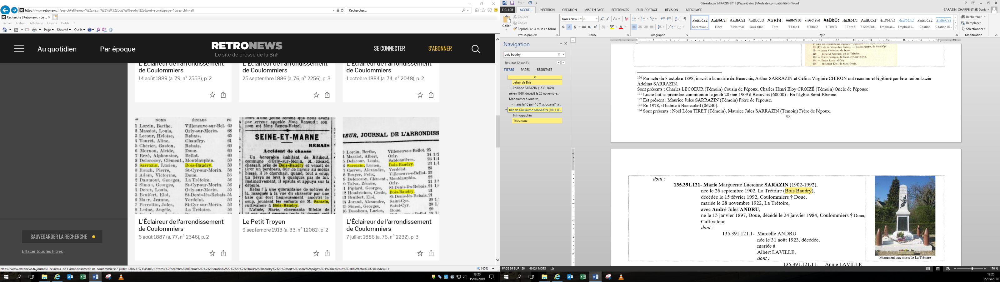 https://www.retronews.fr/search#allTerms=%22sarazin%22%20%22bois%20baudry%22&sort=score&page=1&searchIn=all
Rechercher...
Recherche | Retronews - Le ...
Fichier Edition Affichage Favoris Outils ?
Page Sécurité Outils
Au quotidien
Par époque
RETRONEWS
Le site de presse de la BnF
SE CONNECTER
S'ABONNER
L'Éclaireur de l'arrondissement
de Coulommiers
14 août 1889 (a. 79, n° 2553), p. 2
L'Éclaireur de l'arrondissement
de Coulommiers
25 septembre 1886 (a. 76, n° 2256), p. 3
L'Éclaireur de l'arrondissement
de Coulommiers
1 octobre 1884 (a. 74, n° 2048), p. 2
NOMS ÉCOLES PO
1 Lorcin, Berthe, Villeneuve-sur-Bel. 69
2 Massiot, Louis, Orly-sur-Morin. 68
3 Lecour, Héloïse, Rebais. 65
4 Touret, Aline, Chauffry. 61
5 Chérier, Gaston, Rebais. 60
6 Mornon, Alcide, Doue. 60
7 Rézé, Alphonsine, Bellot. 60
8 Delorozoy, Clément., Montdauphin. 59
9 Sarrazin, Lucien, Bois-Baudry. 59
0 Rouch, Pierre, St-Cyr-sur-Morin. 58
1 Adam, Victorine, Doue. 56
2 Daumont, Georges, La Trétoire. 56
3 Simon, Georges, St-Cyr-sur-Morin. 56
4 Derex, Louis, Orly-sur-Morin. 55
5 Brulfert, Eloi, St-Denis-lès-Rebais. 54
6 Mary, Jeanne, Verdelot. 53
7 Perrottin, Jules, St-Cyr-sur-Morin. 53
8 Leduc, Angèle, La Tretoire.
L'Éclaireur de l'arrondissement
de Coulommiers
6 août 1887 (a. 77, n° 2346), p. 2
mort d'une jeune femme que nous avons
par erreur appelée Mme Renaud ; son
nom est Mme Renon-Hetzel.
SEINE-ET-MARNE
REBAIS
Accident de chasse
Un honorable habitant de Bitibout,
commune d'Orly-sur-Morin, M. Ricard,
chassait près de Bois-Baudry et venait de
tirer un perdreau. Sûr de l'avoir au moins
blessé, il le cherchait, quand, tout à coup,
un lièvre se leva à quelques pas de lui.
Instinctivement, il épaula et appuya sur la
détente.
Hélas ! à une quarantaine de mètres de
là, masqués à la vue du chasseur par une
haie qui fort heureusement amortit le
coup, jouaient les enfants de M. Sarazin,
cultivateur à Bois-Baudry.
L'aînée, Marie, charmante fillette de
Le Petit Troyen
9 septembre 1913 (a. 33, n° 12081), p. 2
REUR, JOURNAL DE L'ARRONDISS
3 Lorcin, Berthe, Villeneuve-s-Bellot. 25
4 Massiot, Albert, Orly. 24 1/2
5 Delacour, Louis, Sablonnières. 23 1/4
6 Sarrazin, Lucien, Bois-Baudry. 23 1/4
7 Carron, Alexandre, Verdelot. 23
8 Brayer, Felix, Villeneuve-s-Bellot. 23
9 Delorozoy, Clément, Montdauphin. 22
0 Talva, Zémire, Orly. 21 1/2
11 Piplard, Georges, St-Denis-lès-Rebais. 21 1/2
12 Houdrichon, Cécile, Bois-Baudry. 21
13 Brulfert, Eloi, St-Denis-lès-Rebais. 21
14 Jorand, Alexandre, Saint-Cyr. 20 1/
15 Simon, Georges, Saint-Cyr. 20 1/
16 Desobeau, Lucien, Doue. 20
L'Éclaireur de l'arrondissement
de Coulommiers
7 juillet 1886 (a. 76, n° 2232), p. 3
SAUVEGARDER LA RECHERCHE
Effacer tous les filtres
https://www.retronews.fr/journal/l-eclaireur-de-l-arrondissement-de-coulommiers/7-juillet-1886/319/1345103/3?from=%2Fsearch%23allTerms%3D%2522sarazin%2522%2520%2522bois%2520baudry%2522%26sort%3Dscore%26page%3D1%26searchIn%3Dall%26total%3D25&index=11
140%
13:20
15/05/2019
Généalogie SARAZIN 2018 (Réparé).doc [Mode de compatibilité] - Word
FICHIER ACCUEIL INSERTION CRÉATION MISE EN PAGE RÉFÉRENCES PUBLIPOSTAGE RÉVISION AFFICHAGE
SARAZIN-CHARPENTIER Denis
Coller
Couper
Copier
Reproduire la mise en forme
Presse-papiers
Times New F 8
G I S abc x₂ x²
Police
Paragraphe
AaBbCcI AaBbCcI AaBbCcI AaBbCcD AaBbC AaBbCcDd AaBbCcDdE AaBbCc AaBbCc AaBbCcI AaBbCcI AaBbCcI AaBbCcI AaBbCcI
Accentuat... Élevé ¶ Normal Sous-titre Titre ¶ Titre 1 ¶ Titre 2 ¶ Titre 3 ¶ Titre 5 ¶ Sans int... Emphase... Emphase i... Citation Citation in...
Style
Rechercher
Remplacer
Sélectionner
Modification
Navigation
bois baudry
Résultat 12 sur 33
TITRES PAGES RÉSULTATS
Jehan de Brie
1- Philippe SARAZIN (1638-1679),
né en 1638, décédé le 26 novembre...
Manouvrier à Jouarre,
- marié le 15 juin 1671 à Jouarre*, a...
fille de Guillaume MANGON (1611-8...
Filmographie:
Télévision :
10° (Prix de la Caisse des Écoles). — Rouch Pierre, de Saint-Cyr.
11° — Adam Victorine, de Doue.
12° — Daumont Georges, de La Trétoire.
13° — Simon Georges, de Saint-Cyr-sur-Morin.
14° — Derex Louis, d'Orly.
15° — Brulfert Eloi, de Saint-Denis.
170 Par acte du 8 octobre 1898, inscrit à la mairie de Beauvais, Arthur SARRAZIN et Célina Virginie CHIRON ont reconnu et légitimé par leur union Lucie
Adelina SARRAZIN.
Sont présents : Charles LECOEUR (Témoin) Cousin de l'époux, Charles Henri Eloy CROIZÉ (Témoin) Oncle de l'épouse
171 Lucie fait sa première communion le jeudi 20 mai 1909 à Beauvais (60000) - En l'église Saint-Etienne.
172 Est présent : Maurice Jules SARRAZIN (Témoin) Frère de l'épouse.
173 En 1978, il habite à Beausoleil (06240).
174 Sont présents : Noël Léon TIRET (Témoin), Maurice Jules SARRAZIN (Témoin) Frère de l'époux.
98
dont :
135.391.121- Marie Marguerite Lucienne SARAZIN (1902-1992),
née le 26 septembre 1902, La Trétoire (Bois Baudry),
décédée le 15 février 1992, Coulommiers † Doue,
mariée le 28 novembre 1922, La Trétoire,
avec André Jules ANDRU,
né le 15 janvier 1897, Doue, décédé le 24 janvier 1984, Coulommiers † Doue,
Cultivateur
dont :
135.391.121.1- Marcelle ANDRU
née le 31 août 1923, décédée,
mariée à
Albert LAVILLE,
dont :
135.391.121.11- Annie LAVILLE
Monument aux morts de La Trétoire
PAGE 99 SUR 128 40124 MOTS
170 %
13:20
15/05/2019